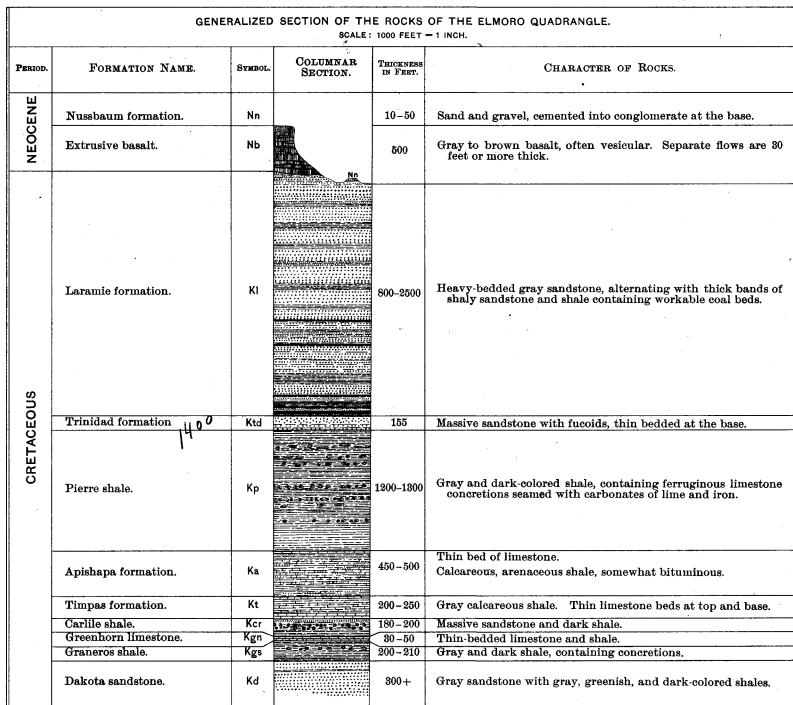 GENERALIZED SECTION OF THE ROCKS OF THE ELMORO QUADRANGLE.
SCALE: 1000 FEET = 1 INCH.
PERIOD. FORMATION NAME. SYMBOL. COLUMNAR SECTION. THICKNESS IN FEET. CHARACTER OF ROCKS.
NEOCENE
Nussbaum formation. Nn 10-50 Sand and gravel, cemented into conglomerate at the base.
Extrusive basalt. Nb 500 Gray to brown basalt, often vesicular. Separate flows are 30
feet or more thick.
Nn
CRETACEOUS
Laramie formation. Kl 800-2500 Heavy-bedded gray sandstone, alternating with thick bands of
shaly sandstone and shale containing workable coal beds.
Trinidad formation Ktd 155 Massive sandstone with fucoids, thin bedded at the base.
1400
Pierre shale. Kp 1200-1300 Gray and dark-colored shale, containing ferruginous limestone
concretions seamed with carbonates of lime and iron.
Thin bed of limestone.
Apishapa formation. Ka 450-500 Calcareous, arenaceous shale, somewhat bituminous.
Timpas formation. Kt 200-250 Gray calcareous shale. Thin limestone beds at top and base.
Carlile shale. Kcr 180-200 Massive sandstone and dark shale.
Greenhorn limestone. Kgn 30-50 Thin-bedded limestone and shale.
Graneros shale. Kgs 200-210 Gray and dark shale, containing concretions.
Dakota sandstone. Kd 300+ Gray sandstone with gray, greenish, and dark-colored shales.